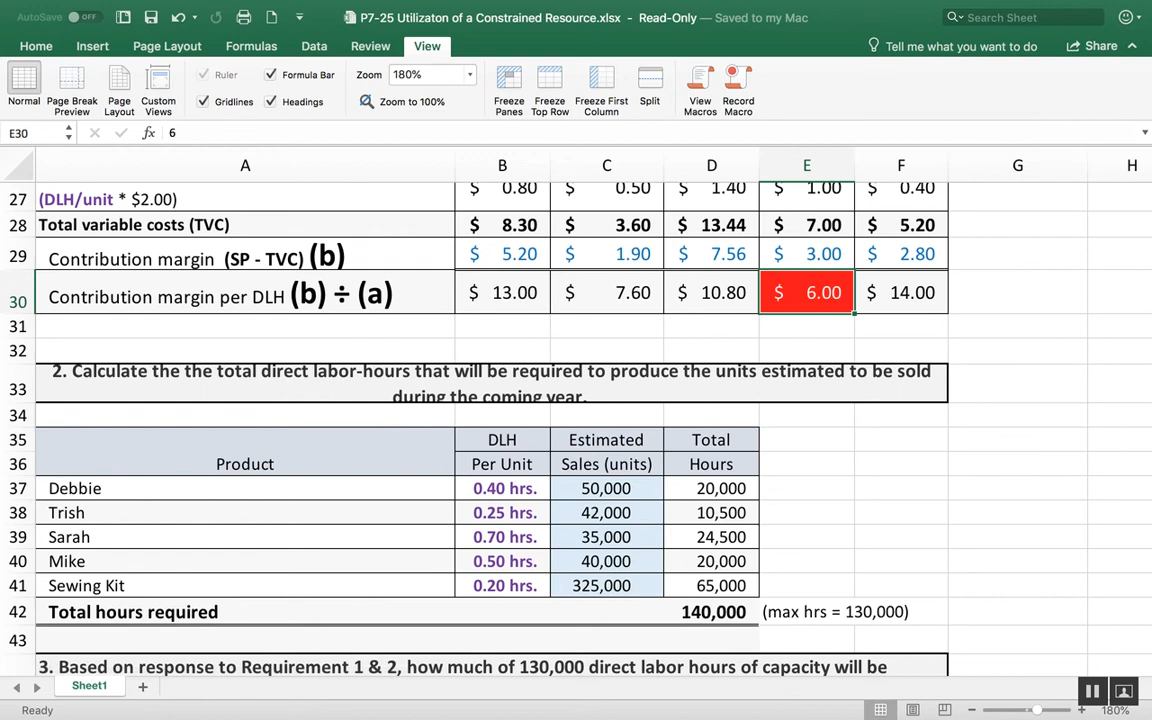 AutoSave OFF P7-25 Utilizaton of a Constrained Resource.xlsx - Read-Only — Saved to my Mac Search Sheet
Home Insert Page Layout Formulas Data Review View Tell me what you want to do Share
Normal Page Break Preview Page Layout Custom Views Ruler Formula Bar Gridlines Headings Zoom 180% Zoom to 100% Freeze Panes Freeze Top Row Freeze First Column Split View Macros Record Macro
E30 fx 6
A B C D E F G H
27 (DLH/unit * $2.00) $ 0.80 $ 0.50 $ 1.40 $ 1.00 $ 0.40
28 Total variable costs (TVC) $ 8.30 $ 3.60 $ 13.44 $ 7.00 $ 5.20
29 Contribution margin (SP - TVC) (b) $ 5.20 $ 1.90 $ 7.56 $ 3.00 $ 2.80
30 Contribution margin per DLH (b) ÷ (a) $ 13.00 $ 7.60 $ 10.80 $ 6.00 $ 14.00
31
32
33 2. Calculate the the total direct labor-hours that will be required to produce the units estimated to be sold
during the coming year.
34
35 DLH Estimated Total
36 Product Per Unit Sales (units) Hours
37 Debbie 0.40 hrs. 50,000 20,000
38 Trish 0.25 hrs. 42,000 10,500
39 Sarah 0.70 hrs. 35,000 24,500
40 Mike 0.50 hrs. 40,000 20,000
41 Sewing Kit 0.20 hrs. 325,000 65,000
42 Total hours required 140,000 (max hrs = 130,000)
43
3. Based on response to Requirement 1 & 2, how much of 130,000 direct labor hours of capacity will be
Sheet1 +
Ready 180%